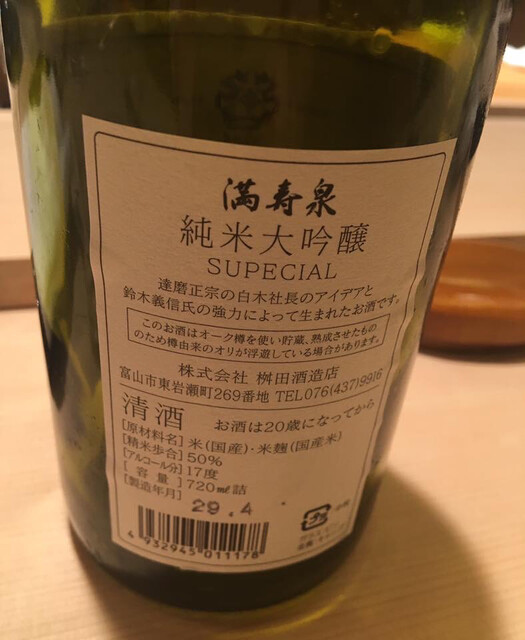 満寿泉
純米大吟醸
SUPECIAL
達磨正宗の白木社長のアイデアと
鈴木義信氏の強力によって生まれたお酒です。
このお酒はオーク樽を使い貯蔵、熟成させたもの
のため樽由来のオリが浮遊している場合があります。
株式会社 桝田酒造店
富山市東岩瀬町269番地 TEL076(437)9916
清酒 お酒は20歳になってから
[原材料名] 米(国産)・米麹(国産米)
[精米歩合] 50%
[アルコール分] 17度
[容量] 720ml詰
[製造年月] 29.4
4 932945 011178